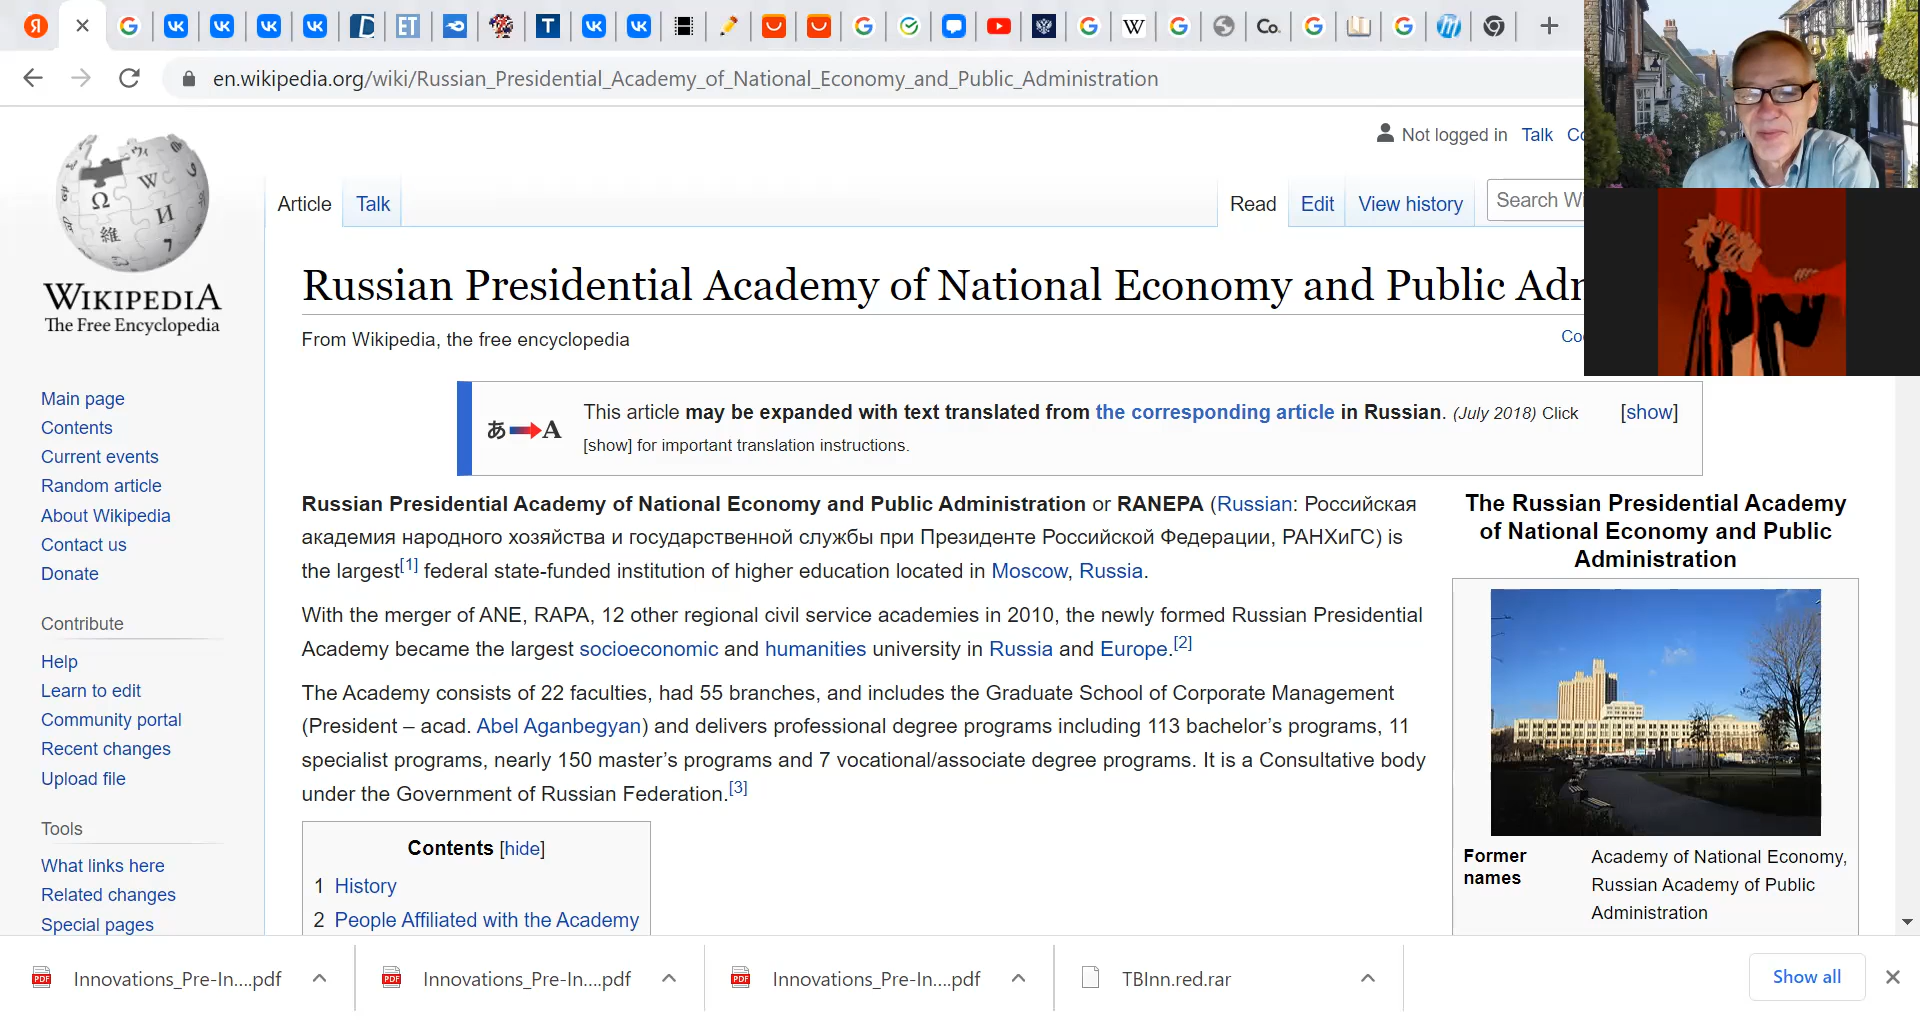 en.wikipedia.org/wiki/Russian_Presidential_Academy_of_National_Economy_and_Public_Administration
Not logged in Talk Co
Article Talk Read Edit View history Search Wi
WIKIPEDIA
The Free Encyclopedia
Russian Presidential Academy of National Economy and Public Adm
From Wikipedia, the free encyclopedia
Coo
This article may be expanded with text translated from the corresponding article in Russian. (July 2018) Click [show]
[show] for important translation instructions.
Main page
Contents
Current events
Random article
About Wikipedia
Contact us
Donate
Contribute
Help
Learn to edit
Community portal
Recent changes
Upload file
Tools
What links here
Related changes
Special pages
Russian Presidential Academy of National Economy and Public Administration or RANEPA (Russian: Российская
академия народного хозяйства и государственной службы при Президенте Российской Федерации, РАНХиГС) is
the largest[1] federal state-funded institution of higher education located in Moscow, Russia.
With the merger of ANE, RAPA, 12 other regional civil service academies in 2010, the newly formed Russian Presidential
Academy became the largest socioeconomic and humanities university in Russia and Europe.[2]
The Academy consists of 22 faculties, had 55 branches, and includes the Graduate School of Corporate Management
(President – acad. Abel Aganbegyan) and delivers professional degree programs including 113 bachelor's programs, 11
specialist programs, nearly 150 master's programs and 7 vocational/associate degree programs. It is a Consultative body
under the Government of Russian Federation.[3]
Contents [hide]
1 History
2 People Affiliated with the Academy
The Russian Presidential Academy
of National Economy and Public
Administration
Former
names
Academy of National Economy,
Russian Academy of Public
Administration
Innovations_Pre-In....pdf
Innovations_Pre-In....pdf
Innovations_Pre-In....pdf
TBInn.red.rar
Show all